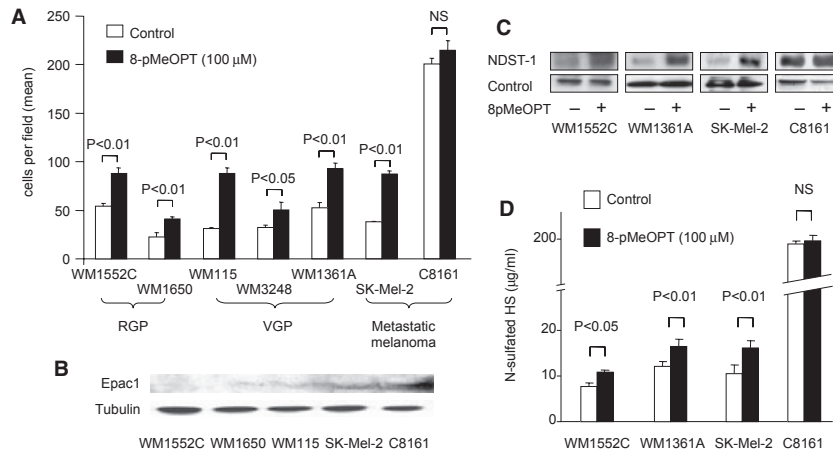 A
250
200
150
100
50
0
cells per field (mean)
Control
8-pMeOPT (100 μM)
P<0.01
P<0.01
P<0.01
P<0.05
P<0.01
P<0.01
NS
WM1552C
WM1650
WM115
WM3248
WM1361A
SK-Mel-2
C8161
RGP
VGP
Metastatic
melanoma
B
Epac1
Tubulin
WM1552C WM1650 WM115 SK-Mel-2 C8161
C
NDST-1
Control
8pMeOPT – + – + – + – +
WM1552C WM1361A SK-Mel-2 C8161
D
Control
8-pMeOPT (100 μM)
N-sulfated HS (μg/ml)
200
20
10
0
P<0.05
P<0.01
P<0.01
NS
WM1552C WM1361A SK-Mel-2 C8161